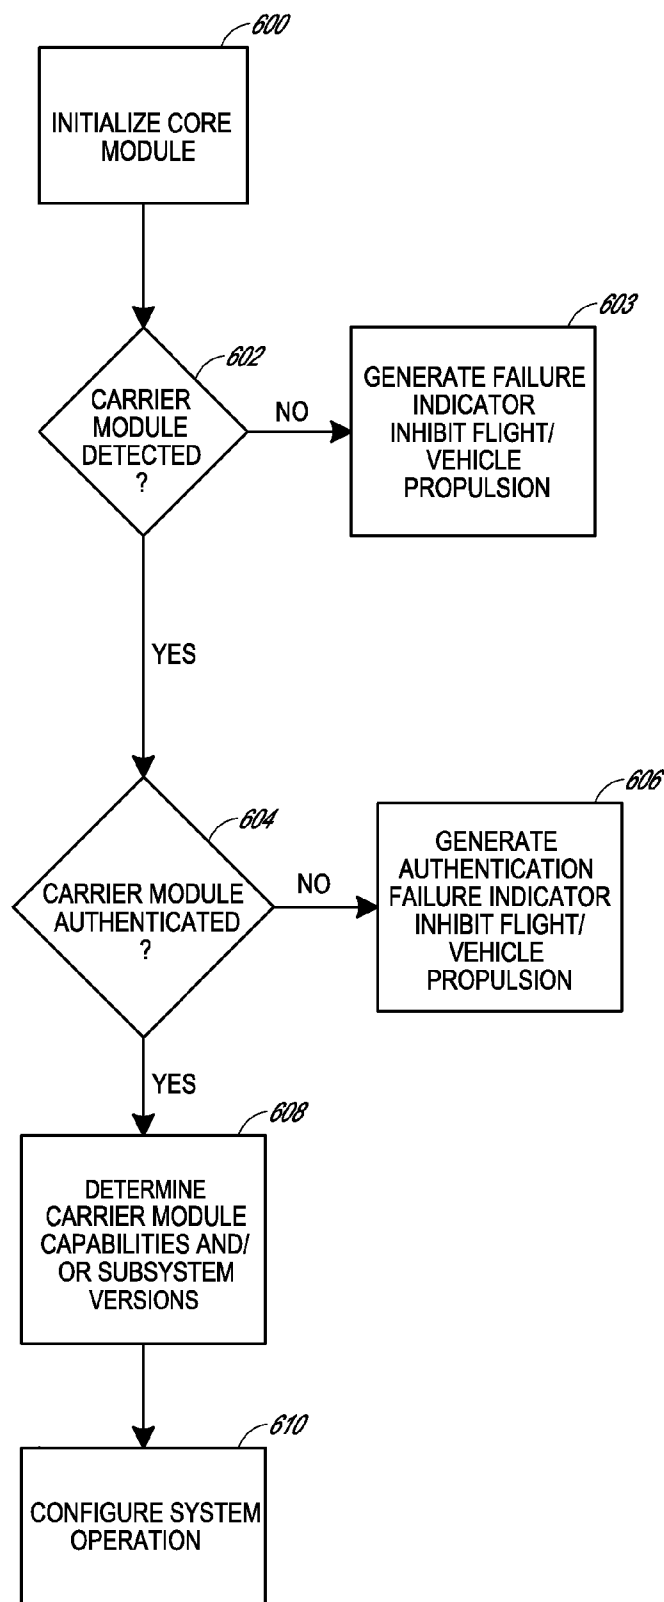 600
INITIALIZE CORE
MODULE
602
CARRIER
MODULE
DETECTED
?
NO
603
GENERATE FAILURE
INDICATOR
INHIBIT FLIGHT/
VEHICLE
PROPULSION
YES
604
CARRIER MODULE
AUTHENTICATED
?
NO
606
GENERATE
AUTHENTICATION
FAILURE INDICATOR
INHIBIT FLIGHT/
VEHICLE
PROPULSION
YES
608
DETERMINE
CARRIER MODULE
CAPABILITIES AND/
OR SUBSYSTEM
VERSIONS
610
CONFIGURE SYSTEM
OPERATION